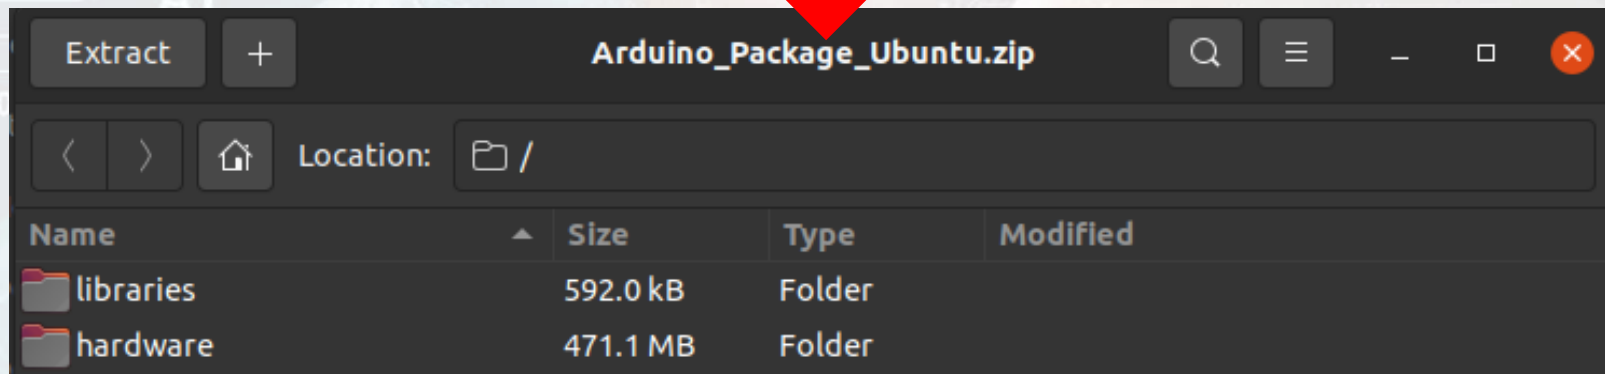 Extract + Arduino_Package_Ubuntu.zip
Location: /
Name Size Type Modified
libraries 592.0 kB Folder
hardware 471.1 MB Folder